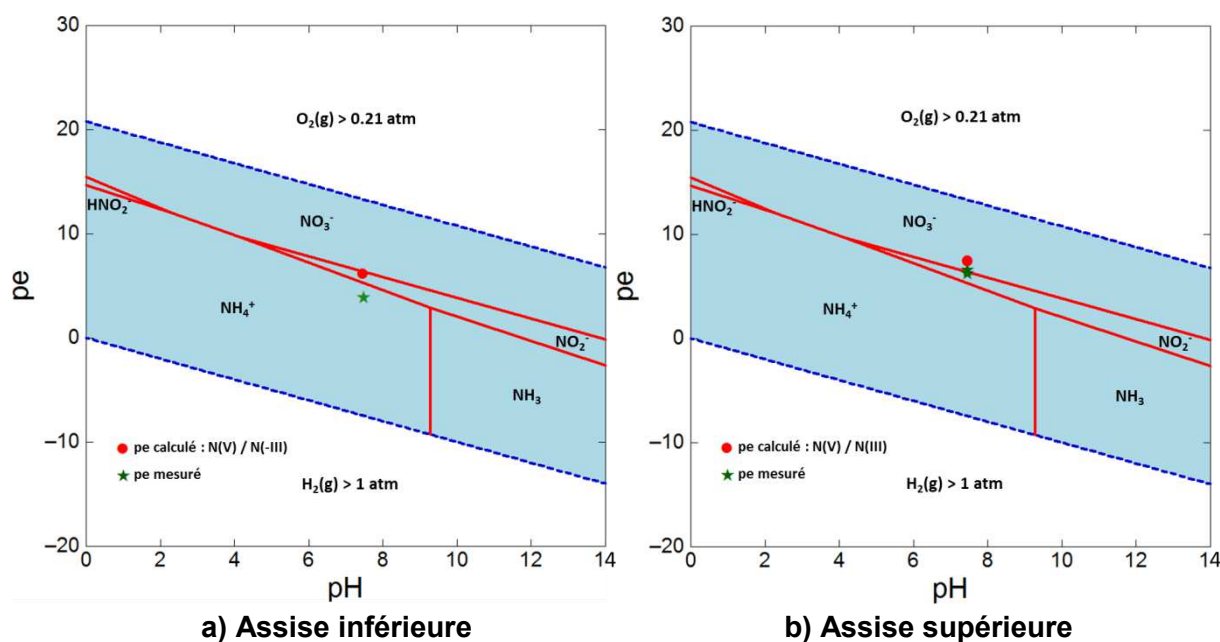 30
20
10
0
−10
−20
pe
O₂(g) > 0.21 atm
HNO₂⁻
NO₃⁻
NH₄⁺
NO₂⁻
NH₃
pe calculé : N(V) / N(-III)
pe mesuré
H₂(g) > 1 atm
0 2 4 6 8 10 12 14
pH
a) Assise inférieure
30
20
10
0
−10
−20
pe
O₂(g) > 0.21 atm
HNO₂⁻
NO₃⁻
NH₄⁺
NO₂⁻
NH₃
pe calculé : N(V) / N(III)
pe mesuré
H₂(g) > 1 atm
0 2 4 6 8 10 12 14
pH
b) Assise supérieure